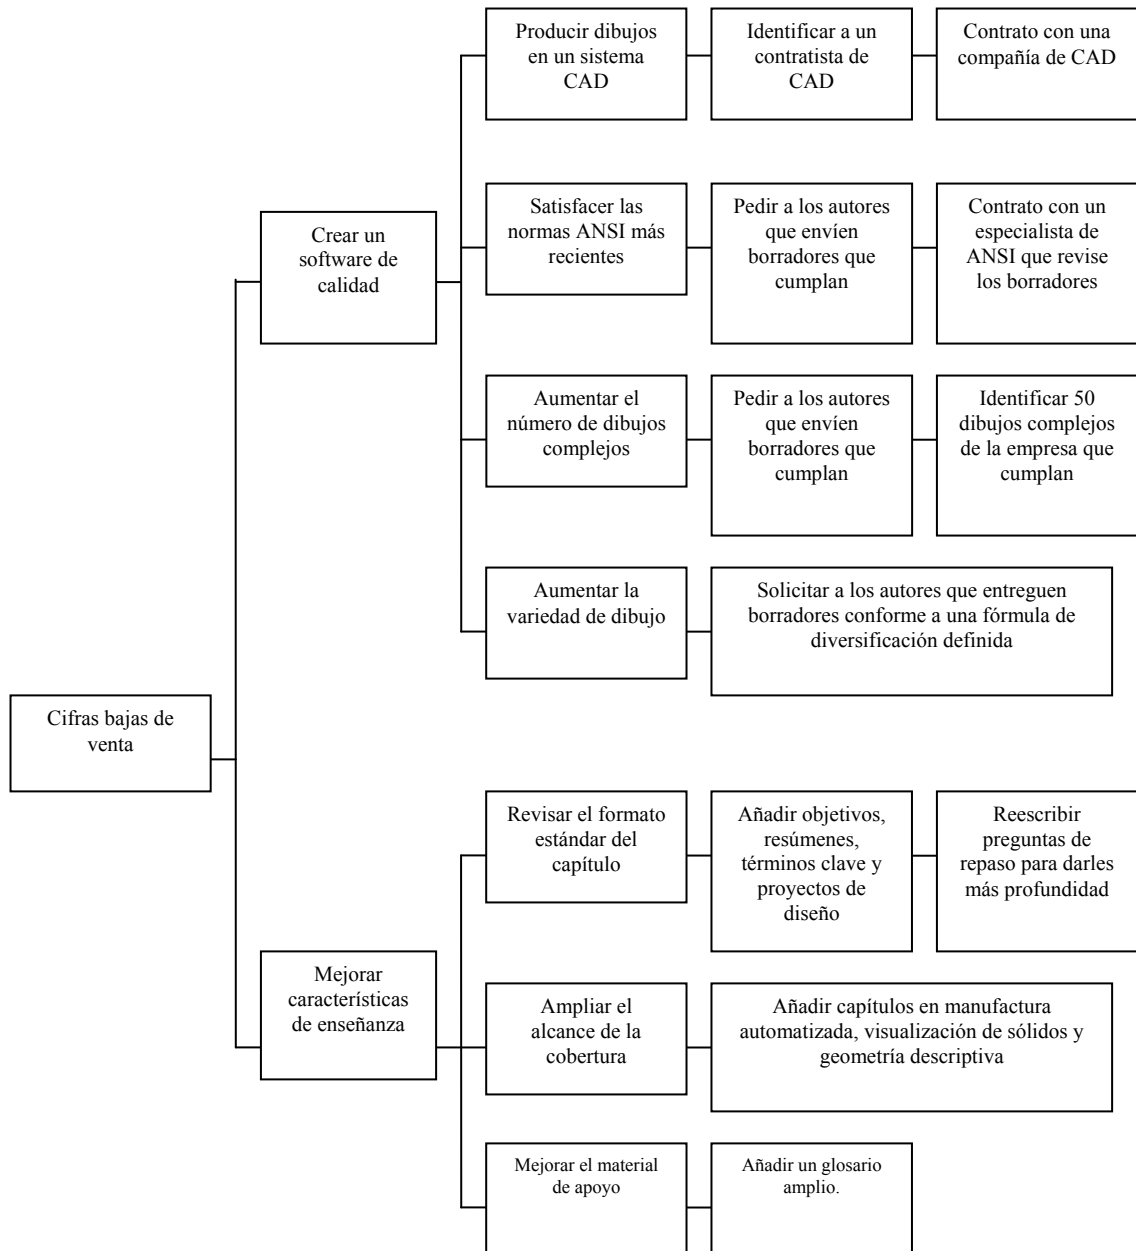 Producir dibujos
en un sistema
CAD
Identificar a un
contratista de
CAD
Contrato con una
compañía de CAD
Satisfacer las
normas ANSI más
recientes
Pedir a los autores
que envíen
borradores que
cumplan
Contrato con un
especialista de
ANSI que revise
los borradores
Crear un
software de
calidad
Aumentar el
número de dibujos
complejos
Pedir a los autores
que envíen
borradores que
cumplan
Identificar 50
dibujos complejos
de la empresa que
cumplan
Aumentar la
variedad de dibujo
Solicitar a los autores que entreguen
borradores conforme a una fórmula de
diversificación definida
Cifras bajas de
venta
Revisar el formato
estándar del
capítulo
Añadir objetivos,
resúmenes,
términos clave y
proyectos de
diseño
Reescribir
preguntas de
repaso para darles
más profundidad
Mejorar
características
de enseñanza
Ampliar el
alcance de la
cobertura
Añadir capítulos en manufactura
automatizada, visualización de sólidos y
geometría descriptiva
Mejorar el material
de apoyo
Añadir un glosario
amplio.